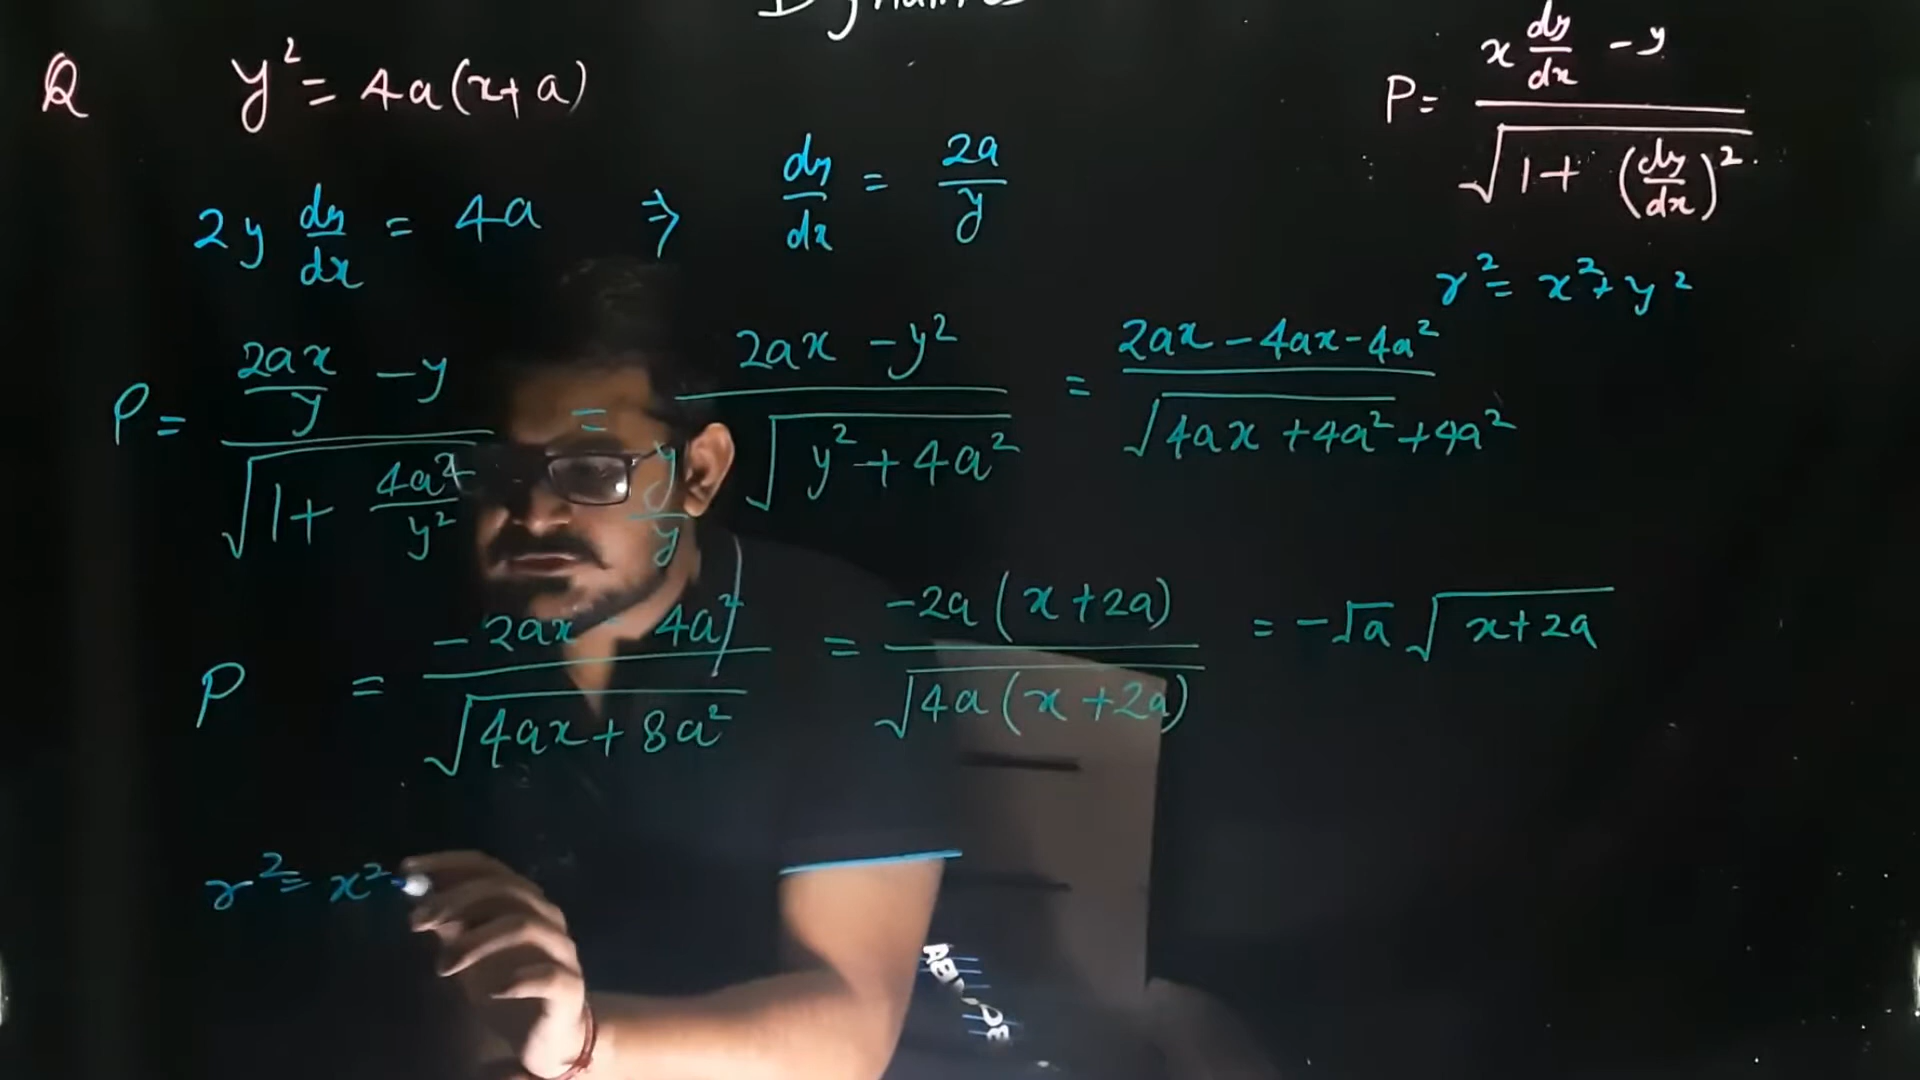 Q y² = 4a(x+a)
P = (x dy/dx - y) / √(1 + (dy/dx)²)
2y dy/dx = 4a ⇒ dy/dx = 2a/y
r² = x² + y²
P = (2ax/y - y) / √(1 + 4a²/y²) = y/y (2ax - y²) / √(y² + 4a²) = (2ax - 4ax - 4a²) / √(4ax + 4a² + 4a²)
P = (-2ax - 4a²) / √(4ax + 8a²) = -2a(x+2a) / √(4a(x+2a)) = -√a √(x+2a)
r² = x²